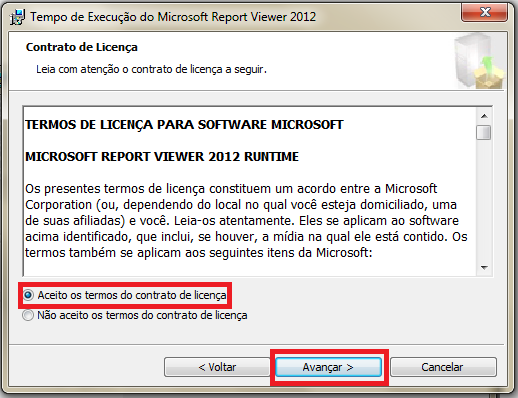 Tempo de Execução do Microsoft Report Viewer 2012
Contrato de Licença
Leia com atenção o contrato de licença a seguir.
TERMOS DE LICENÇA PARA SOFTWARE MICROSOFT
MICROSOFT REPORT VIEWER 2012 RUNTIME
Os presentes termos de licença constituem um acordo entre a Microsoft
Corporation (ou, dependendo do local no qual você esteja domiciliado, uma
de suas afiliadas) e você. Leia-os atentamente. Eles se aplicam ao software
acima identificado, que inclui, se houver, a mídia na qual ele está contido. Os
termos também se aplicam aos seguintes itens da Microsoft:
Aceito os termos do contrato de licença
Não aceito os termos do contrato de licença
< Voltar
Avançar >
Cancelar